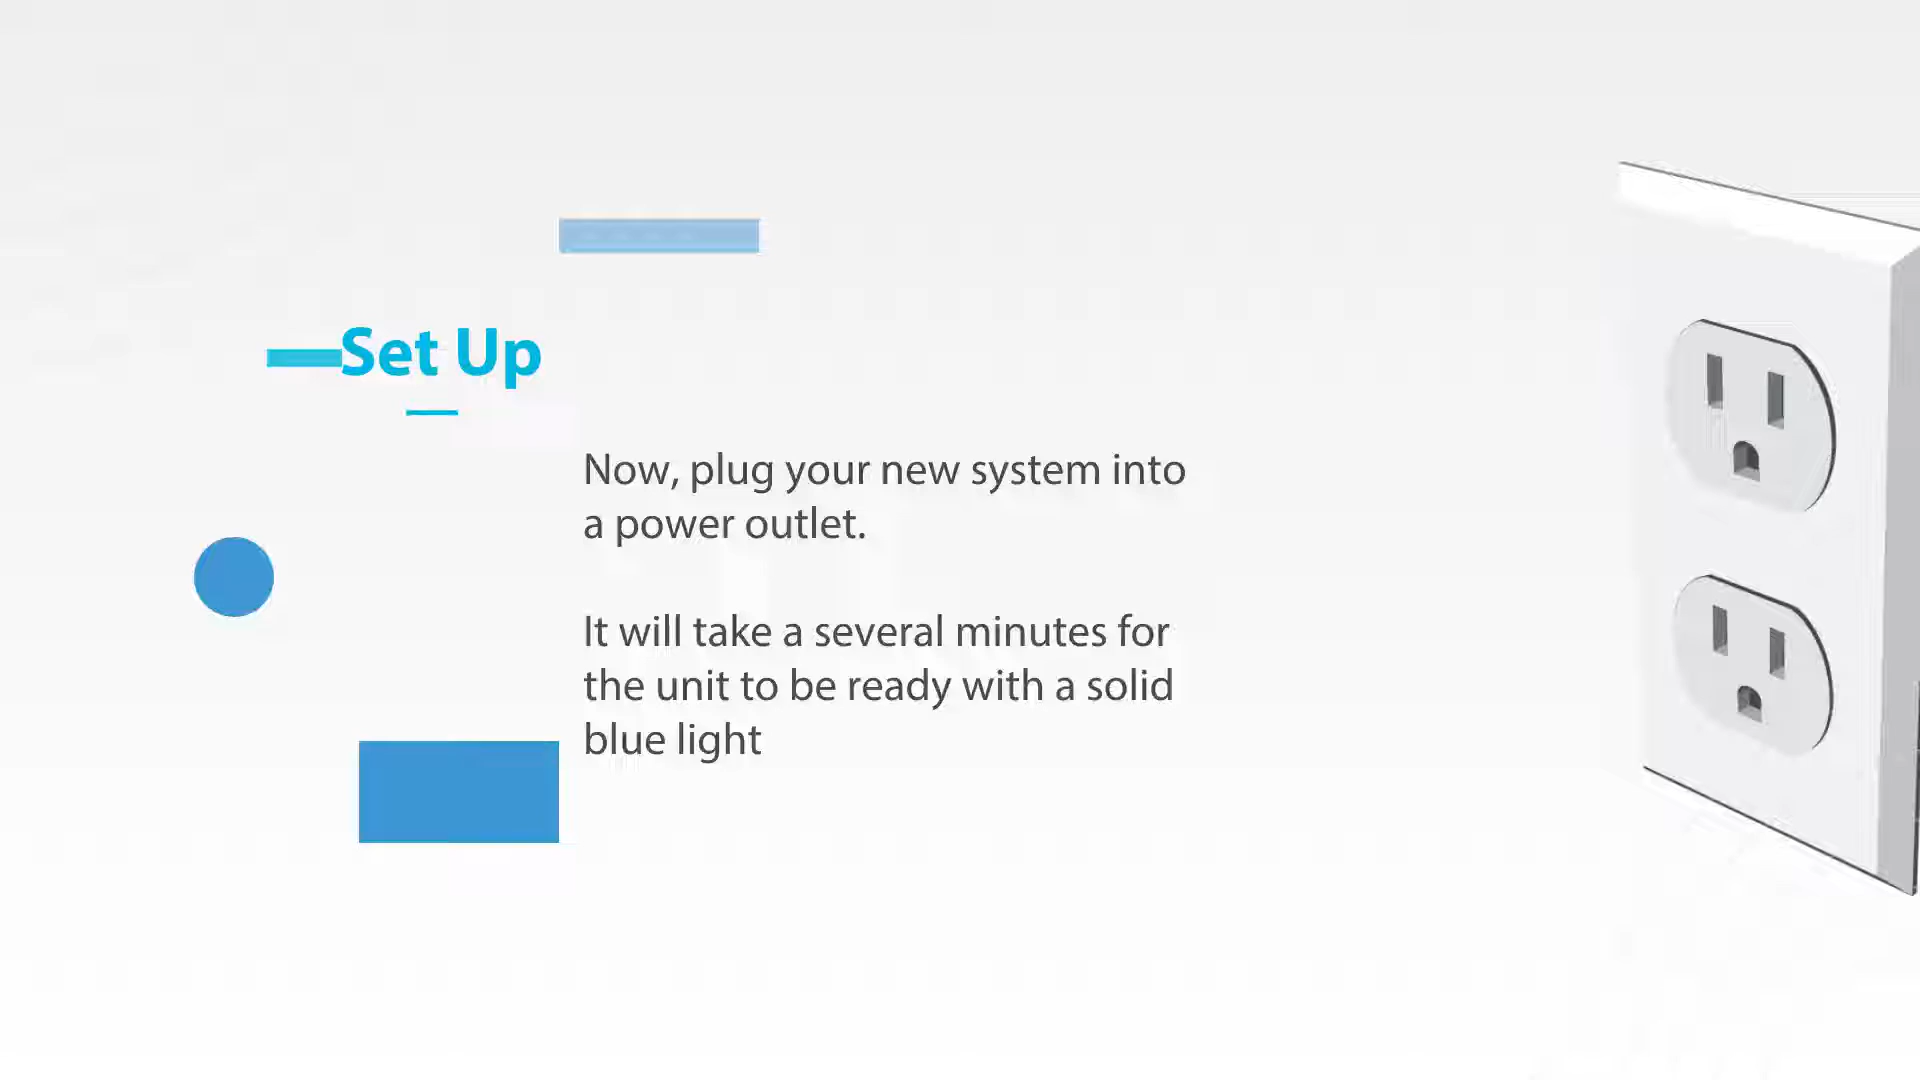 Set Up
Now, plug your new system into
a power outlet.
It will take a several minutes for
the unit to be ready with a solid
blue light